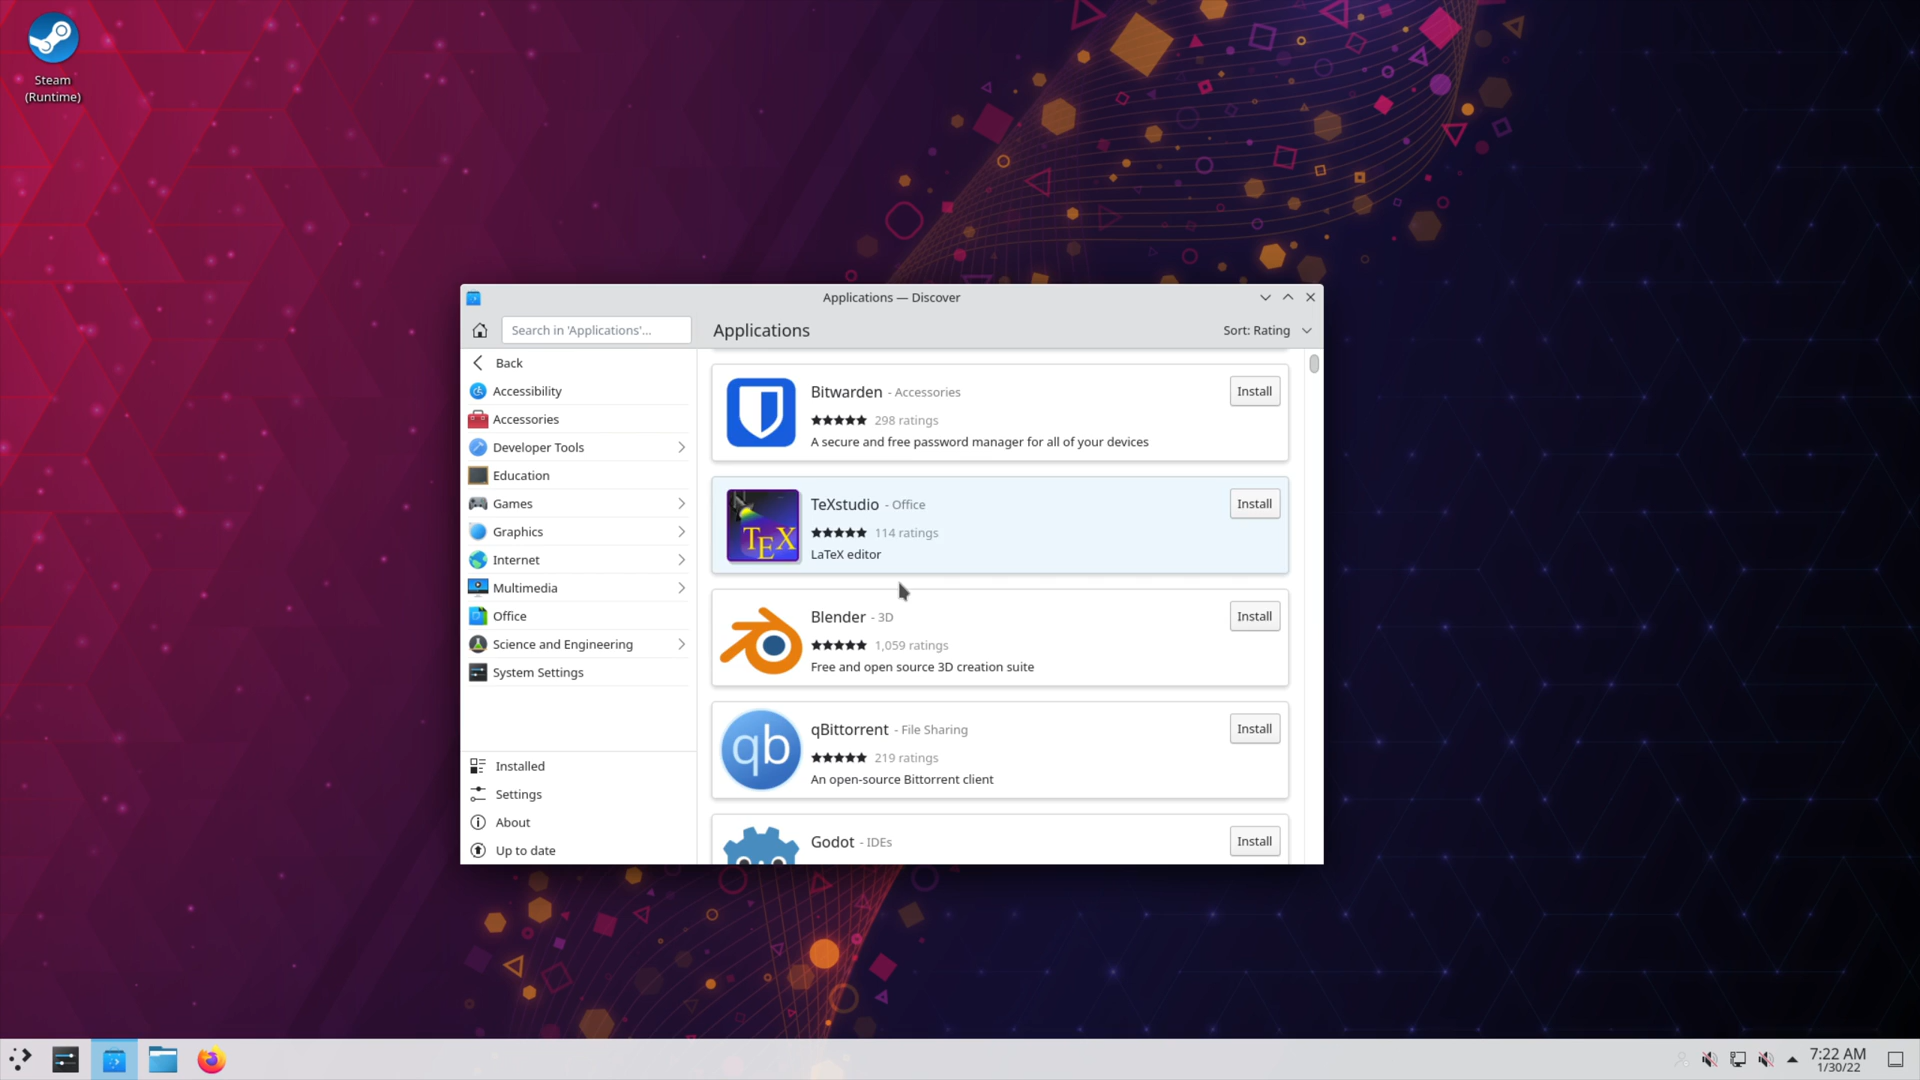 Steam
(Runtime)
Applications — Discover
Search in 'Applications'...
Applications
Sort: Rating
Back
Accessibility
Accessories
Developer Tools
Education
Games
Graphics
Internet
Multimedia
Office
Science and Engineering
System Settings
Installed
Settings
About
Up to date
Bitwarden - Accessories
Install
298 ratings
A secure and free password manager for all of your devices
TEX
TeXstudio - Office
Install
114 ratings
LaTeX editor
Blender - 3D
Install
1,059 ratings
Free and open source 3D creation suite
qb
qBittorrent - File Sharing
Install
219 ratings
An open-source Bittorrent client
Godot - IDEs
Install
7:22 AM
1/30/22